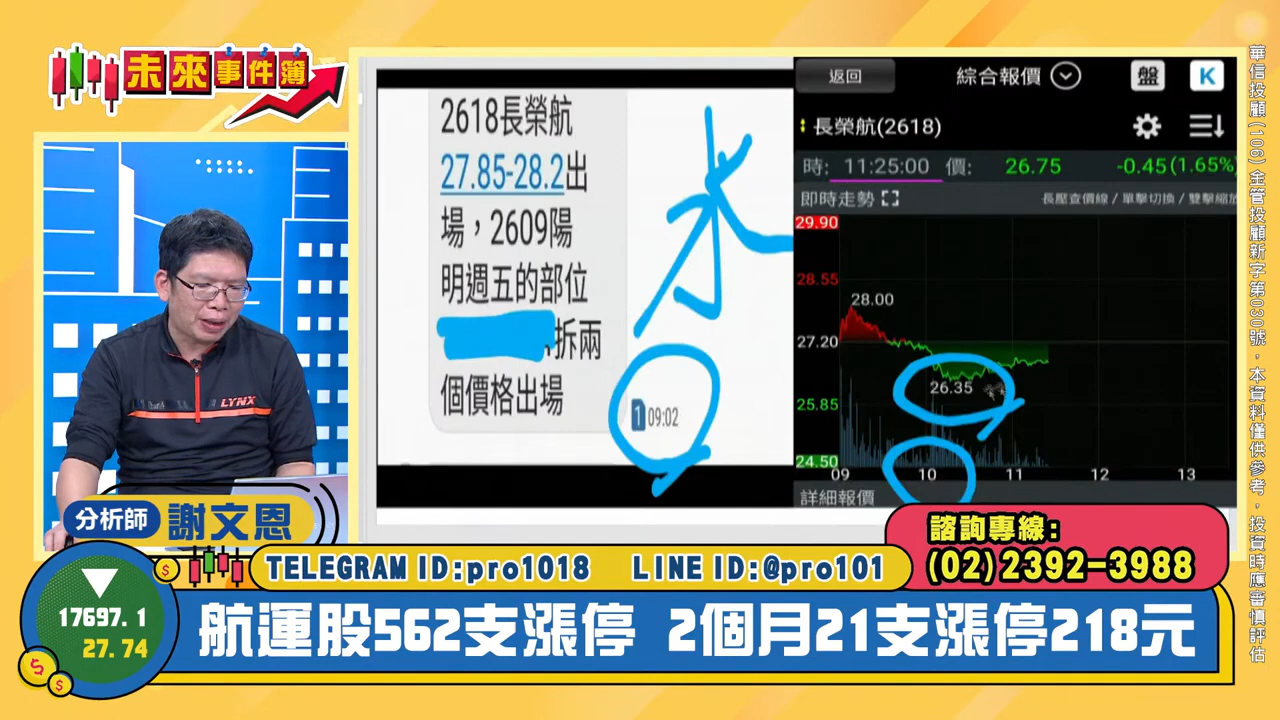 未來事件簿
2618長榮航
27.85-28.2出
場，2609陽
明週五的部位
拆兩
個價格出場
1 09:02
返回
綜合報價
盤
K
長榮航(2618)
時: 11:25:00 價: 26.75 -0.45(1.65%)
即時走勢
長壓查價線 / 單擊切換 / 雙擊縮放
29.90
28.55
28.00
27.20
26.35
25.85
24.50
09 10 11 12 13
詳細報價
LYNX
分析師 謝文恩
諮詢專線:
(02)2392-3988
TELEGRAM ID:pro1018 LINE ID:@pro101
17697.1
27.74
航運股562支漲停 2個月21支漲停218元
華信投顧(106)金管投顧新字第030號，本資料僅供參考，投資時應審慎評估